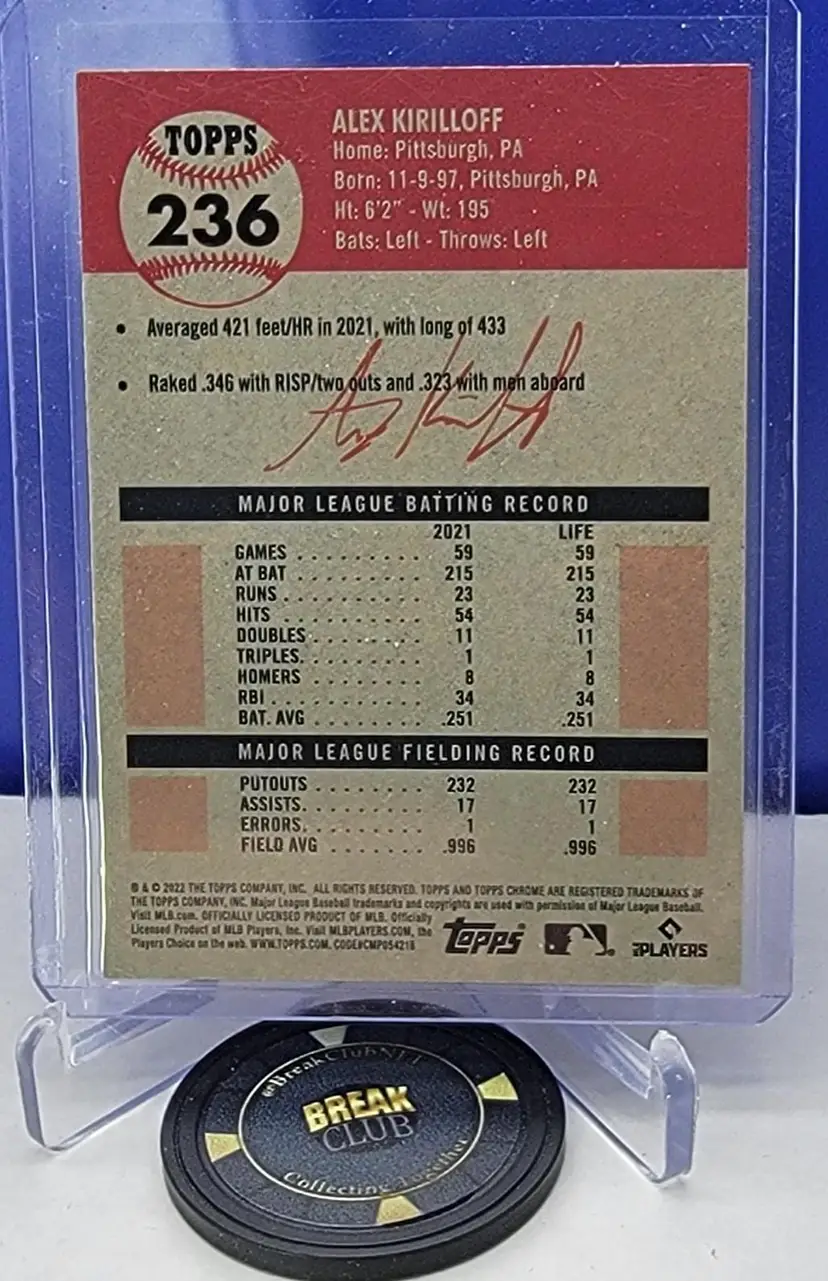 TOPPS
236
ALEX KIRILLOFF
Home: Pittsburgh, PA
Born: 11-9-97, Pittsburgh, PA
Ht: 6'2" - Wt: 195
Bats: Left - Throws: Left
• Averaged 421 feet/HR in 2021, with long of 433
• Raked .346 with RISP/two outs and .323 with men aboard
MAJOR LEAGUE BATTING RECORD
2021 LIFE
GAMES . . . . . . . . . 59 59
AT BAT . . . . . . . . . 215 215
RUNS . . . . . . . . . . 23 23
HITS . . . . . . . . . . 54 54
DOUBLES . . . . . . . . 11 11
TRIPLES. . . . . . . . . 1 1
HOMERS . . . . . . . . 8 8
RBI . . . . . . . . . . . 34 34
BAT. AVG . . . . . . . . .251 .251
MAJOR LEAGUE FIELDING RECORD
PUTOUTS . . . . . . . . 232 232
ASSISTS. . . . . . . . . 17 17
ERRORS. . . . . . . . . 1 1
FIELD AVG . . . . . . . .996 .996
® & © 2022 THE TOPPS COMPANY, INC. ALL RIGHTS RESERVED. TOPPS AND TOPPS CHROME ARE REGISTERED TRADEMARKS OF
THE TOPPS COMPANY, INC. Major League Baseball trademarks and copyrights are used with permission of Major League Baseball.
Visit MLB.com. OFFICIALLY LICENSED PRODUCT OF MLB. Officially
Licensed Product of MLB Players, Inc. Visit MLBPLAYERS.COM, the
Players Choice on the web. WWW.TOPPS.COM. CODE#CMP054216
topps
PLAYERS
@BreakClubNFT
BREAK
CLUB
Collecting Together